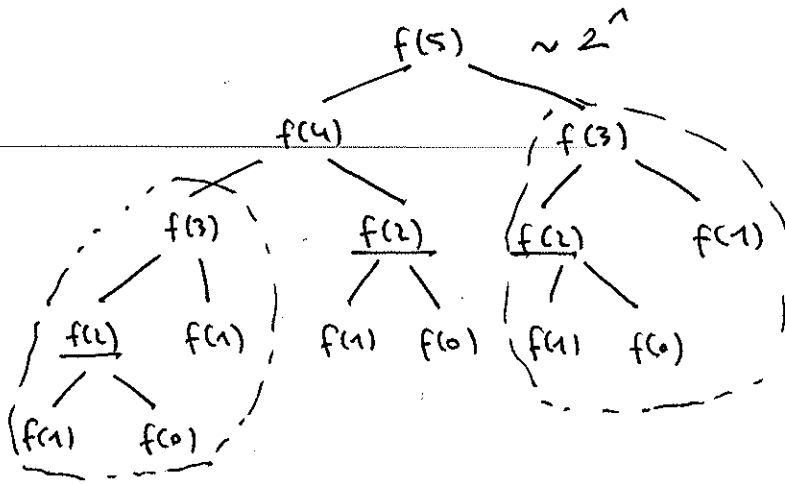 f(5) ~ 2^n
f(4) f(3)
f(3) f(2) f(2) f(1)
f(2) f(1) f(1) f(0) f(1) f(0)
f(1) f(0)